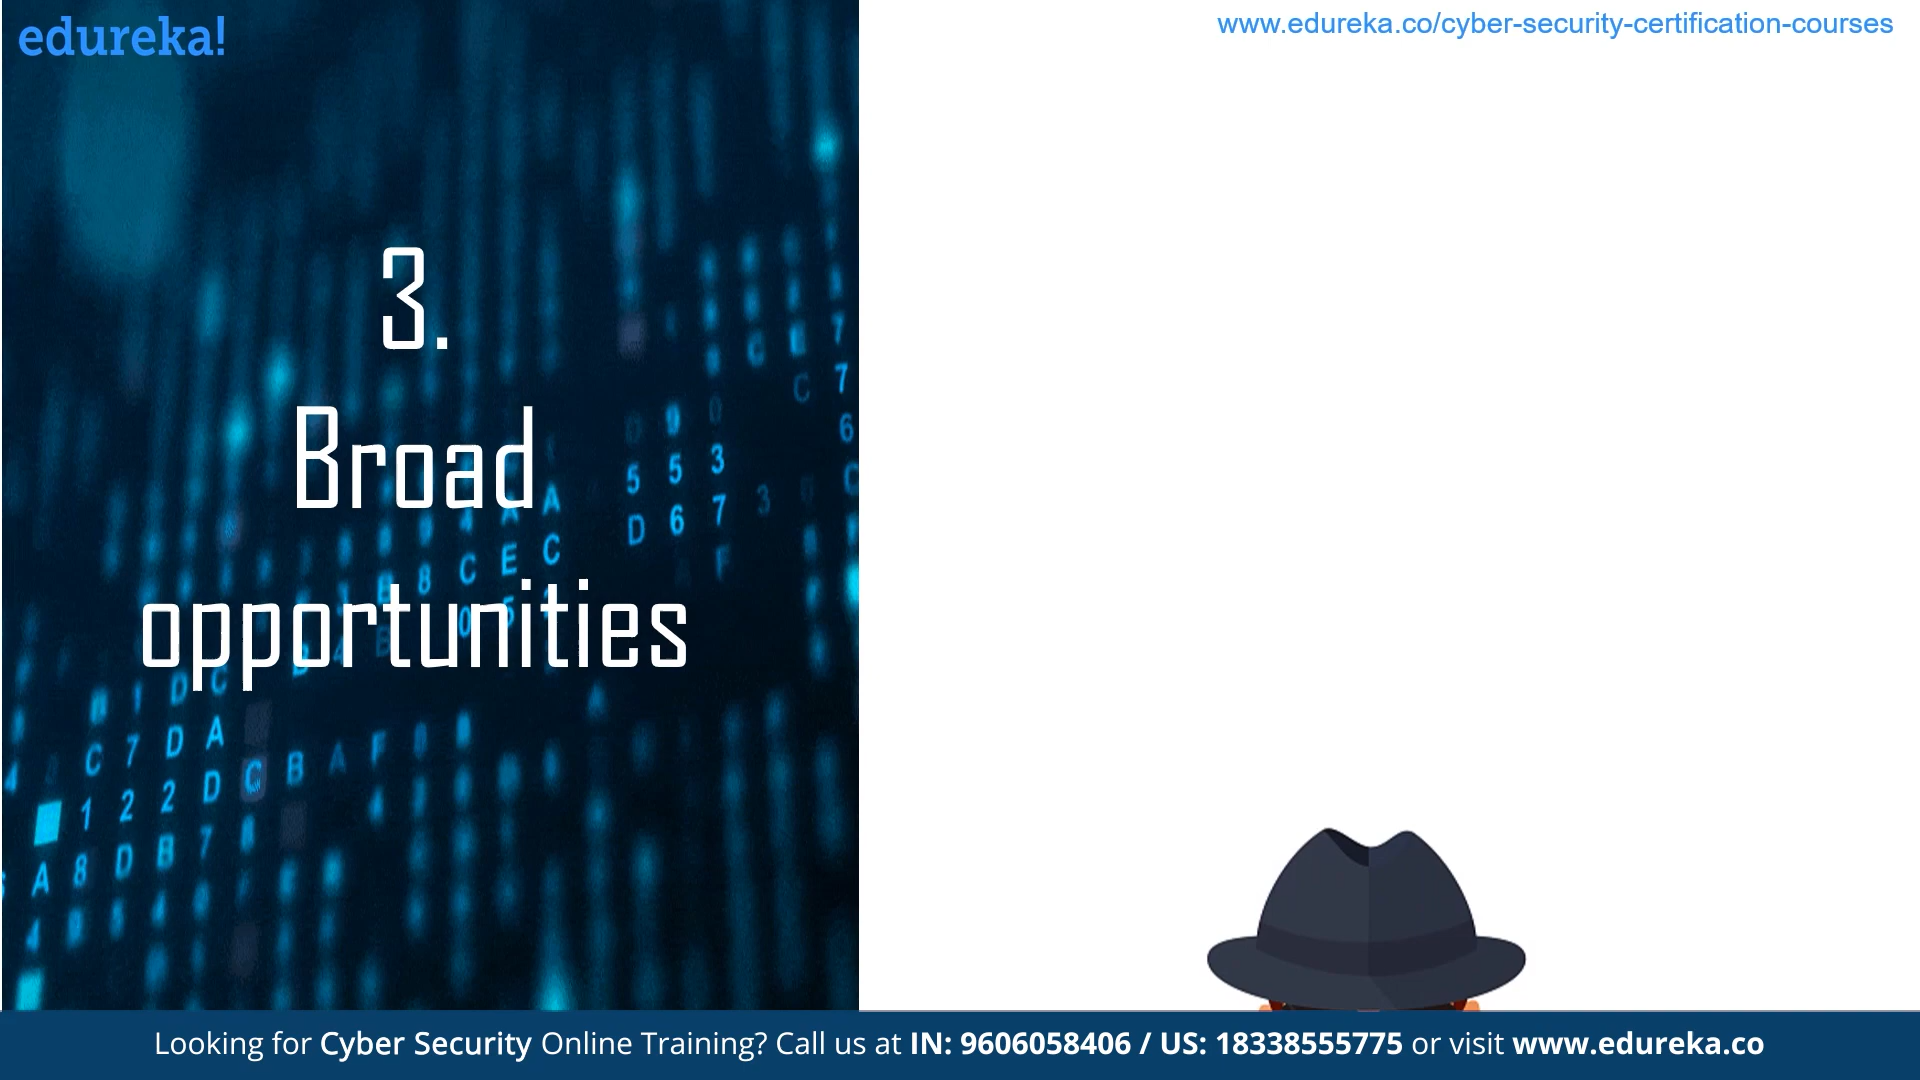 edureka!
www.edureka.co/cyber-security-certification-courses
3.
Broad
opportunities
Looking for Cyber Security Online Training? Call us at IN: 9606058406 / US: 18338555775 or visit www.edureka.co